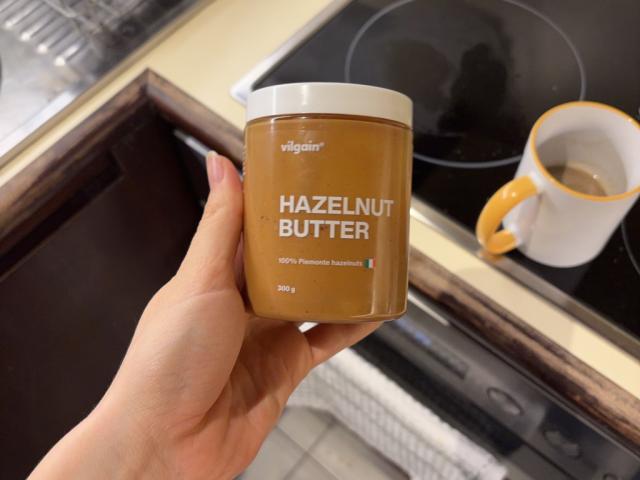 vilgain®
HAZELNUT
BUTTER
100% Piemonte hazelnuts
300 g